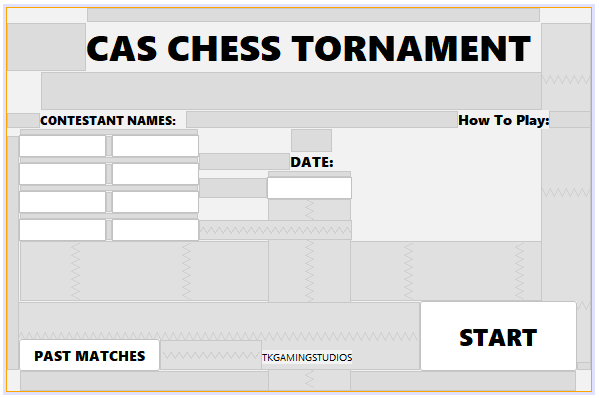 CAS CHESS TORNAMENT
CONTESTANT NAMES:
How To Play:
DATE:
START
PAST MATCHES
TKGAMINGSTUDIOS